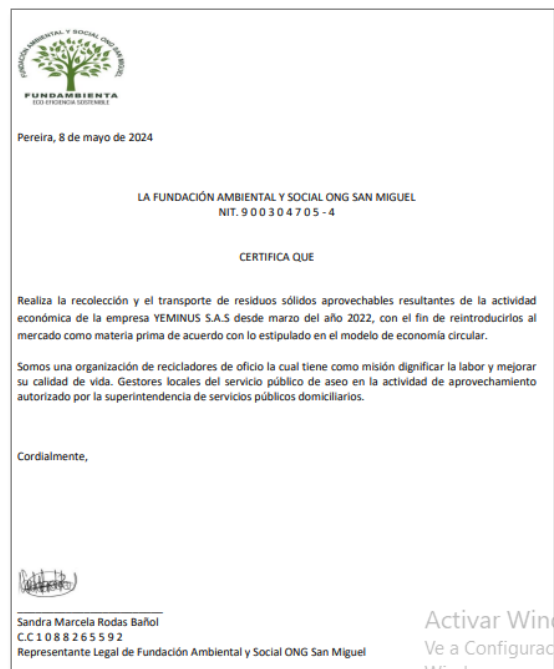 FUNDACIÓN AMBIENTAL Y SOCIAL ONG SAN MIGUEL
FUNDAMBIENTA
ECO EFICIENCIA SOSTENIBLE
Pereira, 8 de mayo de 2024
LA FUNDACIÓN AMBIENTAL Y SOCIAL ONG SAN MIGUEL
NIT. 9 0 0 3 0 4 7 0 5 - 4
CERTIFICA QUE
Realiza la recolección y el transporte de residuos sólidos aprovechables resultantes de la actividad
económica de la empresa YEMINUS S.A.S desde marzo del año 2022, con el fin de reintroducirlos al
mercado como materia prima de acuerdo con lo estipulado en el modelo de economía circular.
Somos una organización de recicladores de oficio la cual tiene como misión dignificar la labor y mejorar
su calidad de vida. Gestores locales del servicio público de aseo en la actividad de aprovechamiento
autorizado por la superintendencia de servicios públicos domiciliarios.
Cordialmente,
Sandra Marcela Rodas Bañol
C.C 1 0 8 8 2 6 5 5 9 2
Representante Legal de Fundación Ambiental y Social ONG San Miguel
Activar Wind
Ve a Configurac